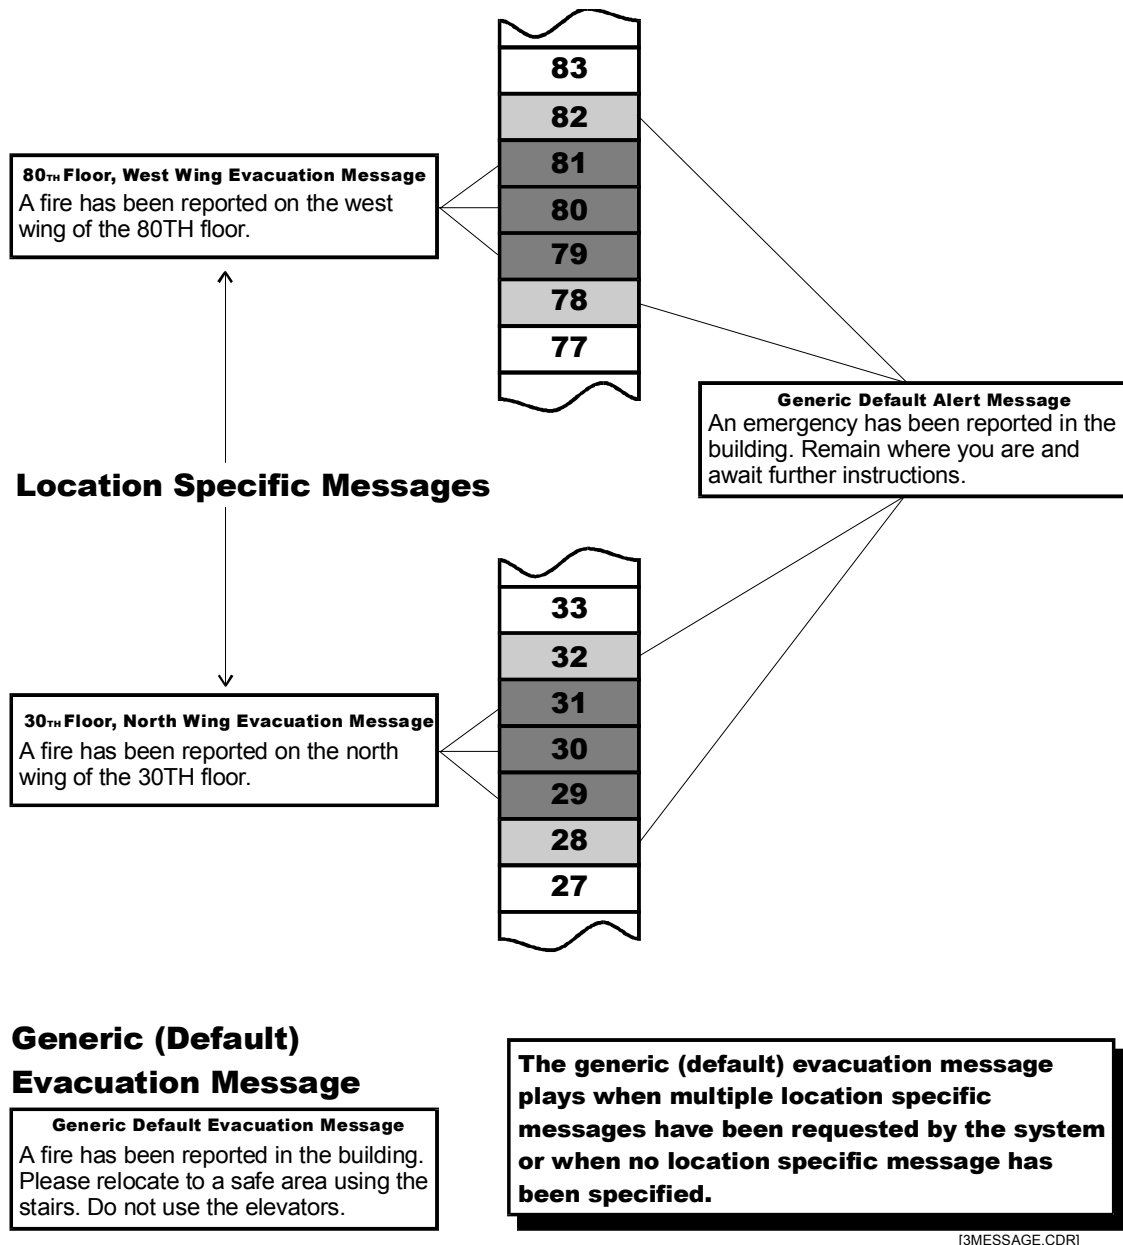 83
82
81
80
79
78
77
80TH Floor, West Wing Evacuation Message
A fire has been reported on the west
wing of the 80TH floor.
Generic Default Alert Message
An emergency has been reported in the
building. Remain where you are and
await further instructions.
Location Specific Messages
33
32
31
30
29
28
27
30TH Floor, North Wing Evacuation Message
A fire has been reported on the north
wing of the 30TH floor.
Generic (Default)
Evacuation Message
Generic Default Evacuation Message
A fire has been reported in the building.
Please relocate to a safe area using the
stairs. Do not use the elevators.
The generic (default) evacuation message
plays when multiple location specific
messages have been requested by the system
or when no location specific message has
been specified.
[3MESSAGE.CDR]